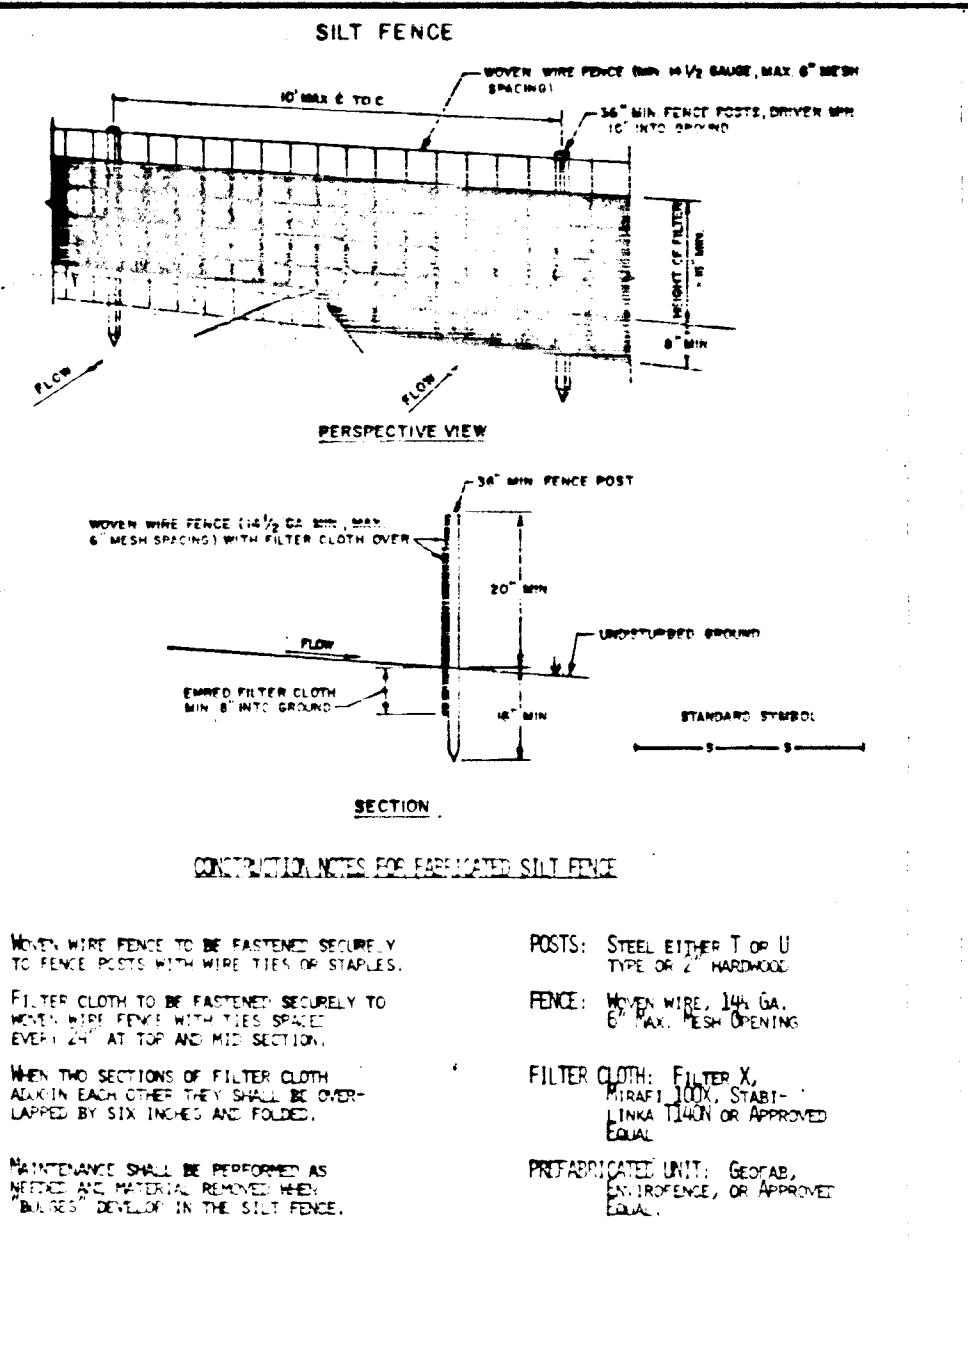 SILT FENCE
WOVEN WIRE FENCE (MIN 14 1/2 GAUGE, MAX. 6" MESH
SPACING)
10' MAX C TO C
36" MIN. FENCE POSTS, DRIVEN MIN
16" INTO GROUND
HEIGHT OF FILTER
MIN.
8" MIN
FLOW
FLOW
PERSPECTIVE VIEW
36" MIN FENCE POST
WOVEN WIRE FENCE (14 1/2 GA. MIN., MAX.
6" MESH SPACING) WITH FILTER CLOTH OVER
20" MIN
UNDISTURBED GROUND
FLOW
EMBED FILTER CLOTH
MIN. 8" INTO GROUND
16" MIN
STANDARD SYMBOL
S S
SECTION
CONSTRUCTION NOTES FOR FABRICATED SILT FENCE
WOVEN WIRE FENCE TO BE FASTENED SECURELY
TO FENCE POSTS WITH WIRE TIES OR STAPLES.
FILTER CLOTH TO BE FASTENED SECURELY TO
WOVEN WIRE FENCE WITH TIES SPACED
EVERY 24" AT TOP AND MID SECTION.
WHEN TWO SECTIONS OF FILTER CLOTH
ADJOIN EACH OTHER THEY SHALL BE OVER-
LAPPED BY SIX INCHES AND FOLDED.
MAINTENANCE SHALL BE PERFORMED AS
NEEDED AND MATERIAL REMOVED WHEN
"BULGES" DEVELOP IN THE SILT FENCE.
POSTS: STEEL EITHER T OR U
TYPE OR 2" HARDWOOD
FENCE: WOVEN WIRE, 14½ GA.
6" MAX. MESH OPENING
FILTER CLOTH: FILTER X,
MIRAFI 100X, STABI-
LINKA T140N OR APPROVED
EQUAL
PREFABRICATED UNIT: GEOFAB,
ENVIROFENCE, OR APPROVED
EQUAL.